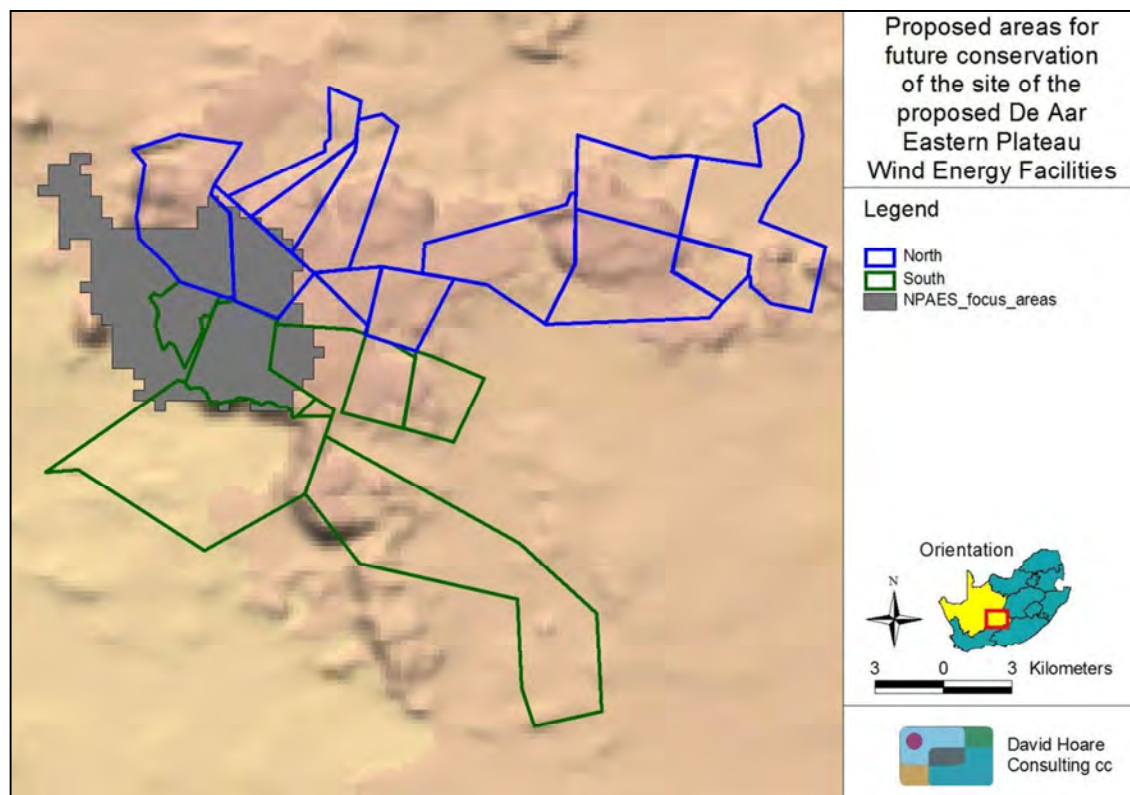 Proposed areas for
future conservation
of the site of the
proposed De Aar
Eastern Plateau
Wind Energy Facilities
Legend
North
South
NPAES_focus_areas
Orientation
N
3 0 3 Kilometers
David Hoare
Consulting cc